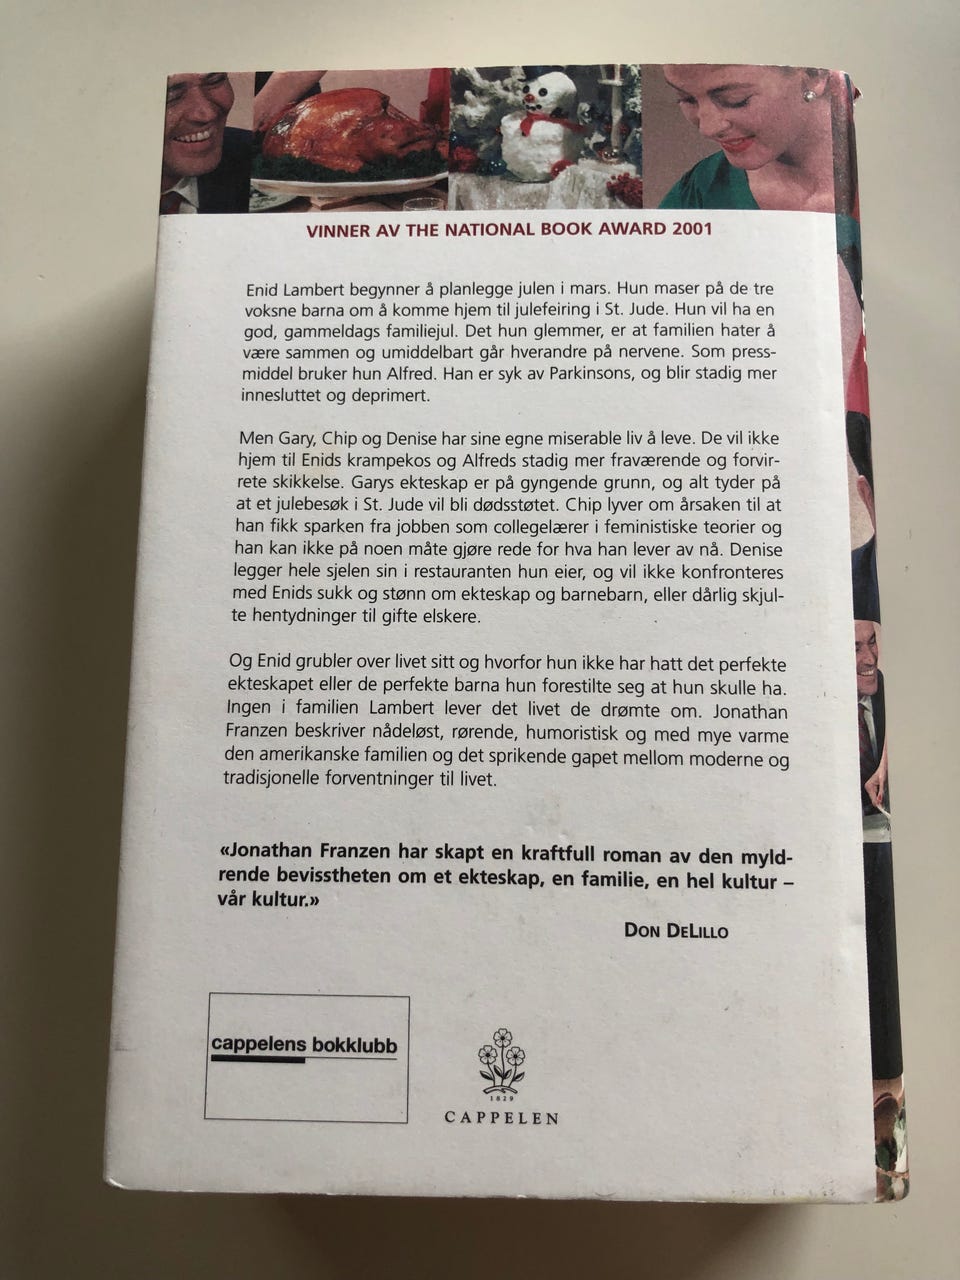 VINNER AV THE NATIONAL BOOK AWARD 2001
Enid Lambert begynner å planlegge julen i mars. Hun maser på de tre
voksne barna om å komme hjem til julefeiring i St. Jude. Hun vil ha en
god, gammeldags familiejul. Det hun glemmer, er at familien hater å
være sammen og umiddelbart går hverandre på nervene. Som press-
middel bruker hun Alfred. Han er syk av Parkinsons, og blir stadig mer
innesluttet og deprimert.
Men Gary, Chip og Denise har sine egne miserable liv å leve. De vil ikke
hjem til Enids krampekos og Alfreds stadig mer fraværende og forvir-
rete skikkelse. Garys ekteskap er på gyngende grunn, og alt tyder på
at et julebesøk i St. Jude vil bli dødsstøtet. Chip lyver om årsaken til at
han fikk sparken fra jobben som collegelærer i feministiske teorier og
han kan ikke på noen måte gjøre rede for hva han lever av nå. Denise
legger hele sjelen sin i restauranten hun eier, og vil ikke konfronteres
med Enids sukk og stønn om ekteskap og barnebarn, eller dårlig skjul-
te hentydninger til gifte elskere.
Og Enid grubler over livet sitt og hvorfor hun ikke har hatt det perfekte
ekteskapet eller de perfekte barna hun forestilte seg at hun skulle ha.
Ingen i familien Lambert lever det livet de drømte om. Jonathan
Franzen beskriver nådeløst, rørende, humoristisk og med mye varme
den amerikanske familien og det sprikende gapet mellom moderne og
tradisjonelle forventninger til livet.
«Jonathan Franzen har skapt en kraftfull roman av den myld-
rende bevisstheten om et ekteskap, en familie, en hel kultur –
vår kultur.»
DON DELILLO
cappelens bokklubb
1829
CAPPELEN